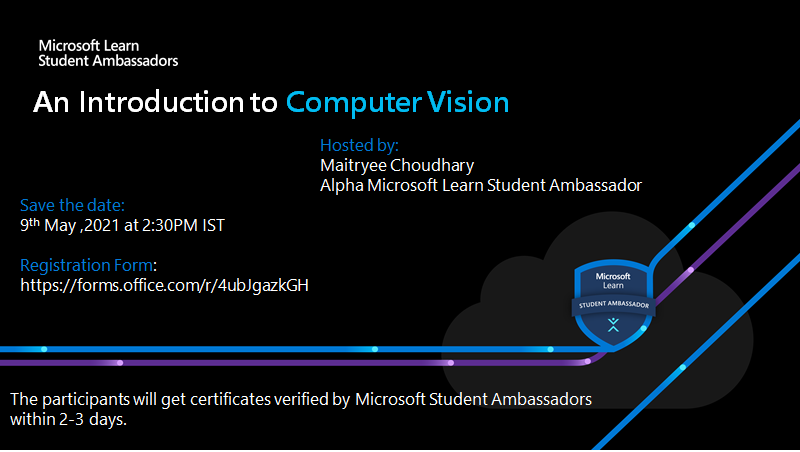 Microsoft Learn
Student Ambassadors
An Introduction to Computer Vision
Hosted by:
Maitryee Choudhary
Alpha Microsoft Learn Student Ambassador
Save the date:
9th May ,2021 at 2:30PM IST
Registration Form:
https://forms.office.com/r/4ubJgazkGH
Microsoft
Learn
STUDENT AMBASSADOR
The participants will get certificates verified by Microsoft Student Ambassadors
within 2-3 days.